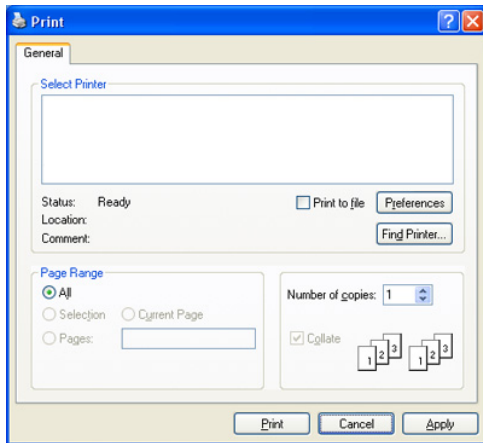 Print
General
Select Printer
Status: Ready
Print to file
Preferences
Location:
Comment:
Find Printer...
Page Range
All
Selection
Current Page
Pages:
Number of copies: 1
Collate
1 2 3 1 2 3
Print
Cancel
Apply